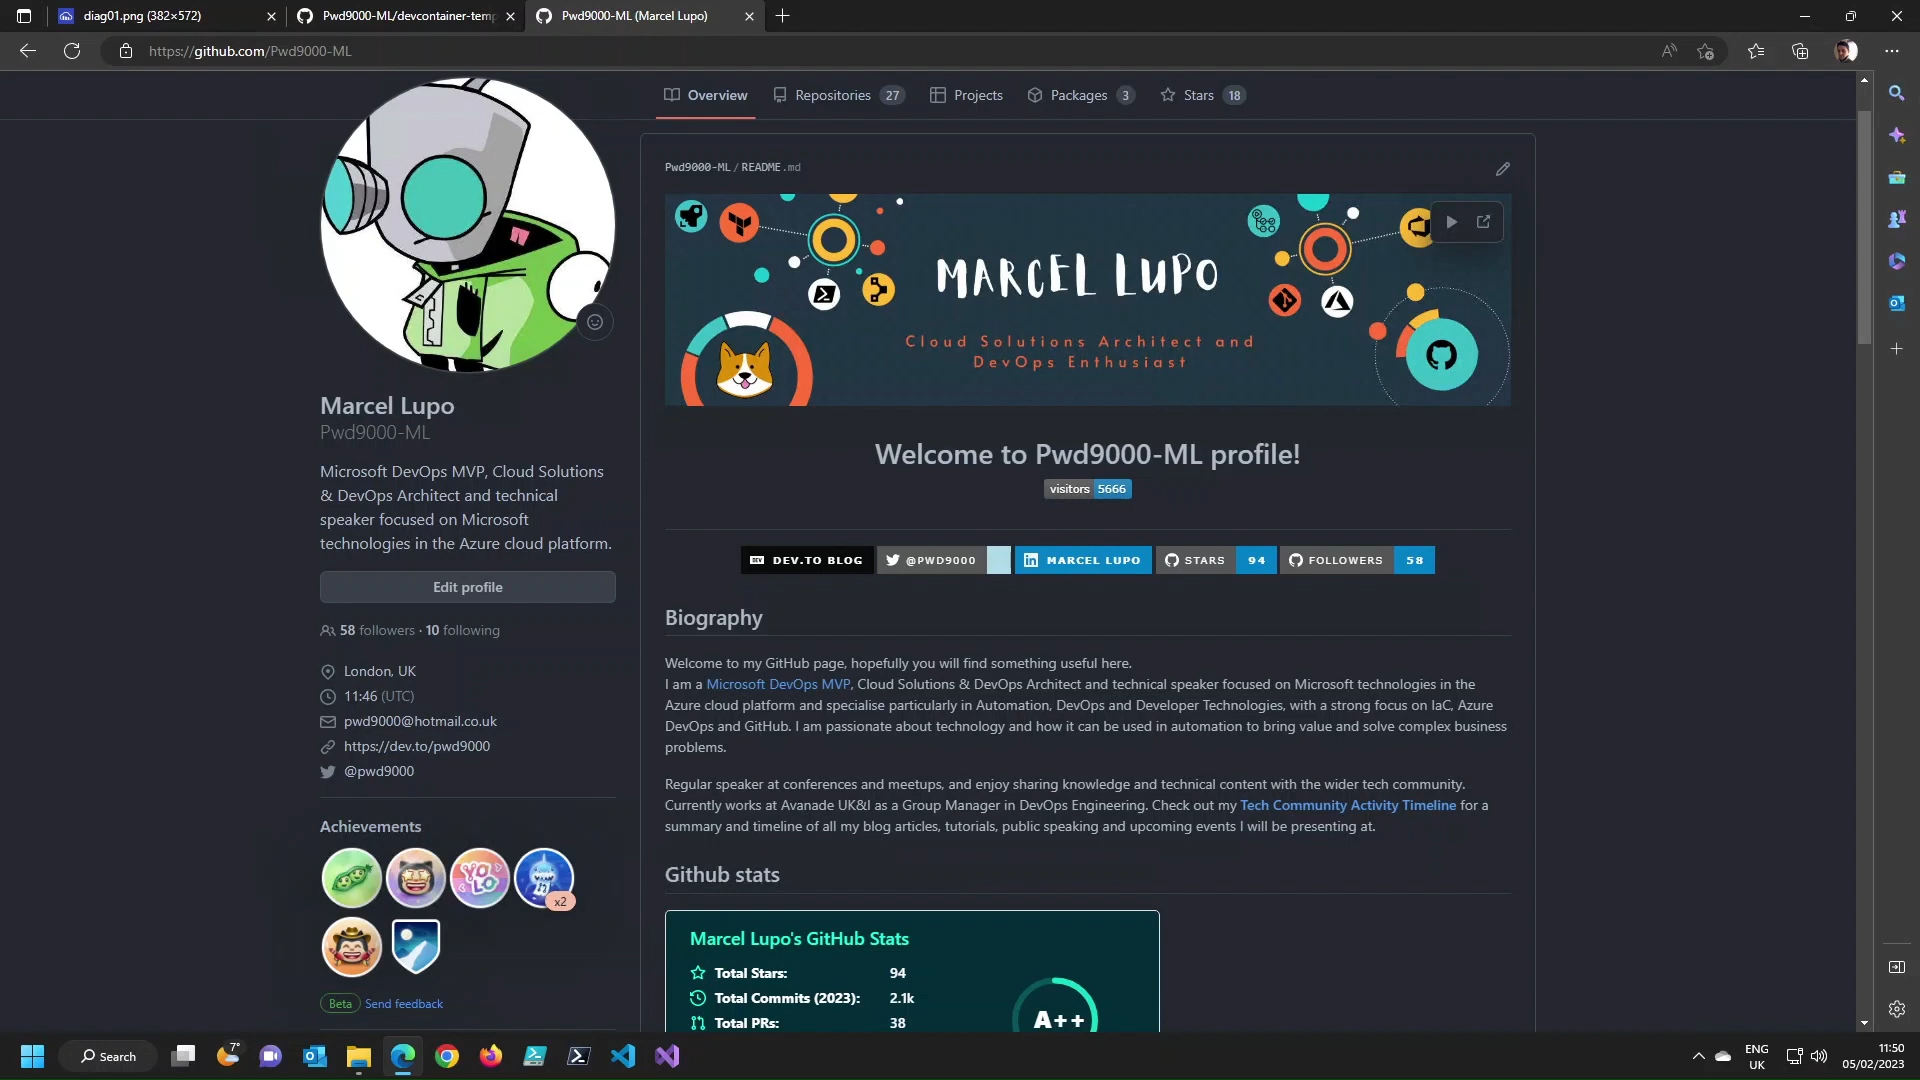 diag01.png (382×572)
Pwd9000-ML/devcontainer-temp
Pwd9000-ML (Marcel Lupo)
https://github.com/Pwd9000-ML
Overview
Repositories 27
Projects
Packages 3
Stars 18
Pwd9000-ML / README.md
MARCEL LUPO
Cloud Solutions Architect and
DevOps Enthusiast
Marcel Lupo
Pwd9000-ML
Microsoft DevOps MVP, Cloud Solutions
& DevOps Architect and technical
speaker focused on Microsoft
technologies in the Azure cloud platform.
Edit profile
58 followers · 10 following
London, UK
11:46 (UTC)
pwd9000@hotmail.co.uk
https://dev.to/pwd9000
@pwd9000
Achievements
YOLO
x2
Beta Send feedback
Welcome to Pwd9000-ML profile!
visitors 5666
DEV DEV.TO BLOG
@PWD9000
in MARCEL LUPO
STARS 94
FOLLOWERS 58
Biography
Welcome to my GitHub page, hopefully you will find something useful here.
I am a Microsoft DevOps MVP, Cloud Solutions & DevOps Architect and technical speaker focused on Microsoft technologies in the
Azure cloud platform and specialise particularly in Automation, DevOps and Developer Technologies, with a strong focus on IaC, Azure
DevOps and GitHub. I am passionate about technology and how it can be used in automation to bring value and solve complex business
problems.
Regular speaker at conferences and meetups, and enjoy sharing knowledge and technical content with the wider tech community.
Currently works at Avanade UK&I as a Group Manager in DevOps Engineering. Check out my Tech Community Activity Timeline for a
summary and timeline of all my blog articles, tutorials, public speaking and upcoming events I will be presenting at.
Github stats
Marcel Lupo's GitHub Stats
Total Stars: 94
Total Commits (2023): 2.1k
Total PRs: 38
A++
Search
7°
ENG
UK
11:50
05/02/2023